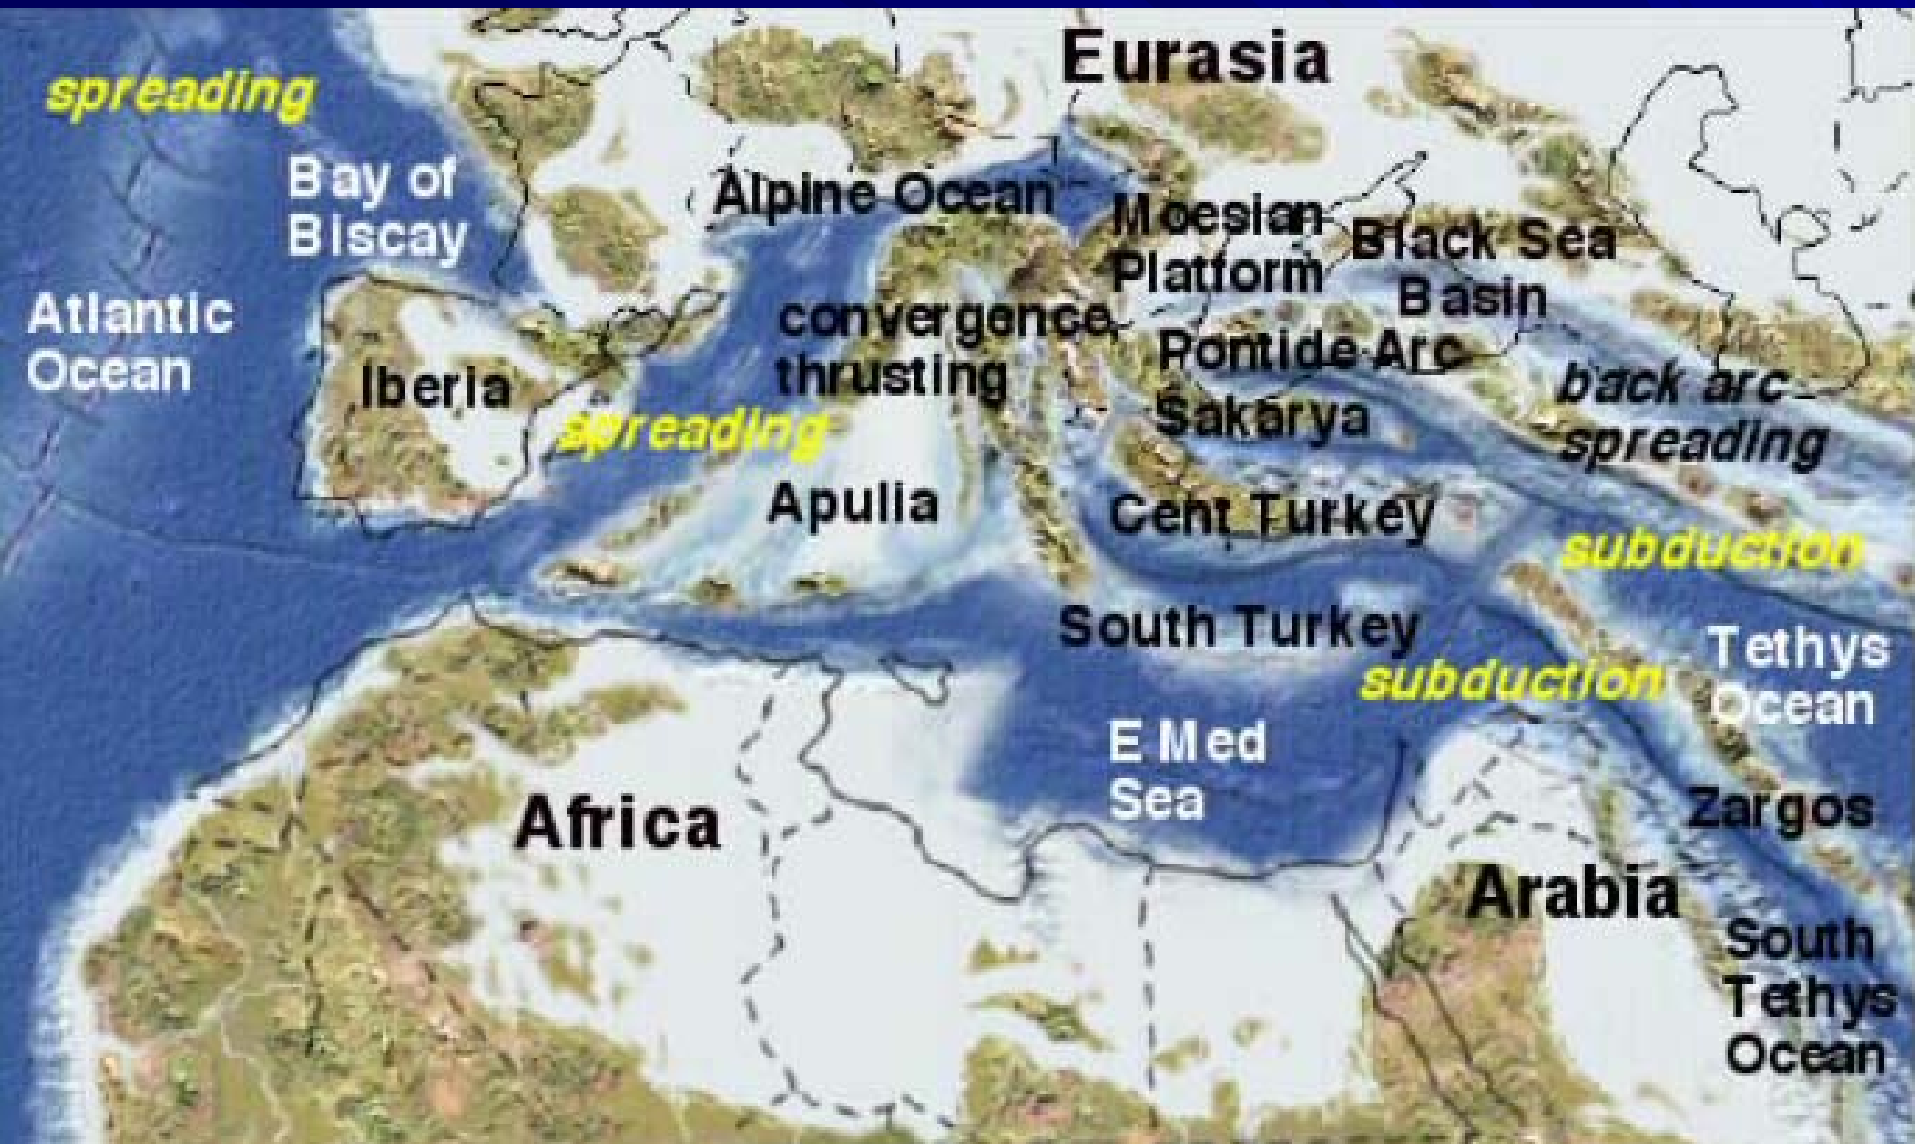 Eurasia
spreading
Bay of
Biscay
Alpine Ocean
Moesian
Platform
Black Sea
Basin
Atlantic
Ocean
convergence
thrusting
Pontide Arc
Iberia
back arc
spreading
Sakarya
spreading
Apulia
Cent Turkey
subduction
South Turkey
subduction
Tethys
Ocean
E Med
Sea
Africa
Zargos
Arabia
South
Tethys
Ocean